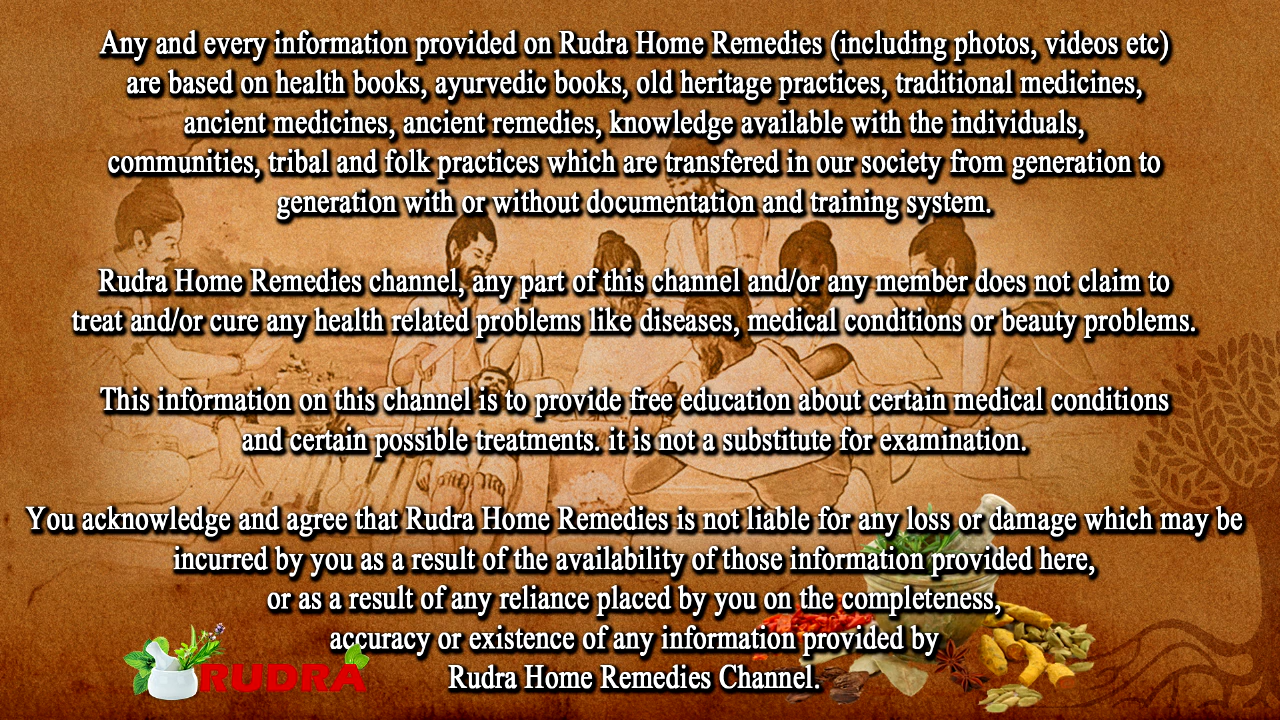 Any and every information provided on Rudra Home Remedies (including photos, videos etc)
are based on health books, ayurvedic books, old heritage practices, traditional medicines,
ancient medicines, ancient remedies, knowledge available with the individuals,
communities, tribal and folk practices which are transfered in our society from generation to
generation with or without documentation and training system.
Rudra Home Remedies channel, any part of this channel and/or any member does not claim to
treat and/or cure any health related problems like diseases, medical conditions or beauty problems.
This information on this channel is to provide free education about certain medical conditions
and certain possible treatments. it is not a substitute for examination.
You acknowledge and agree that Rudra Home Remedies is not liable for any loss or damage which may be
incurred by you as a result of the availability of those information provided here,
or as a result of any reliance placed by you on the completeness,
accuracy or existence of any information provided by
Rudra Home Remedies Channel.
RUDRA